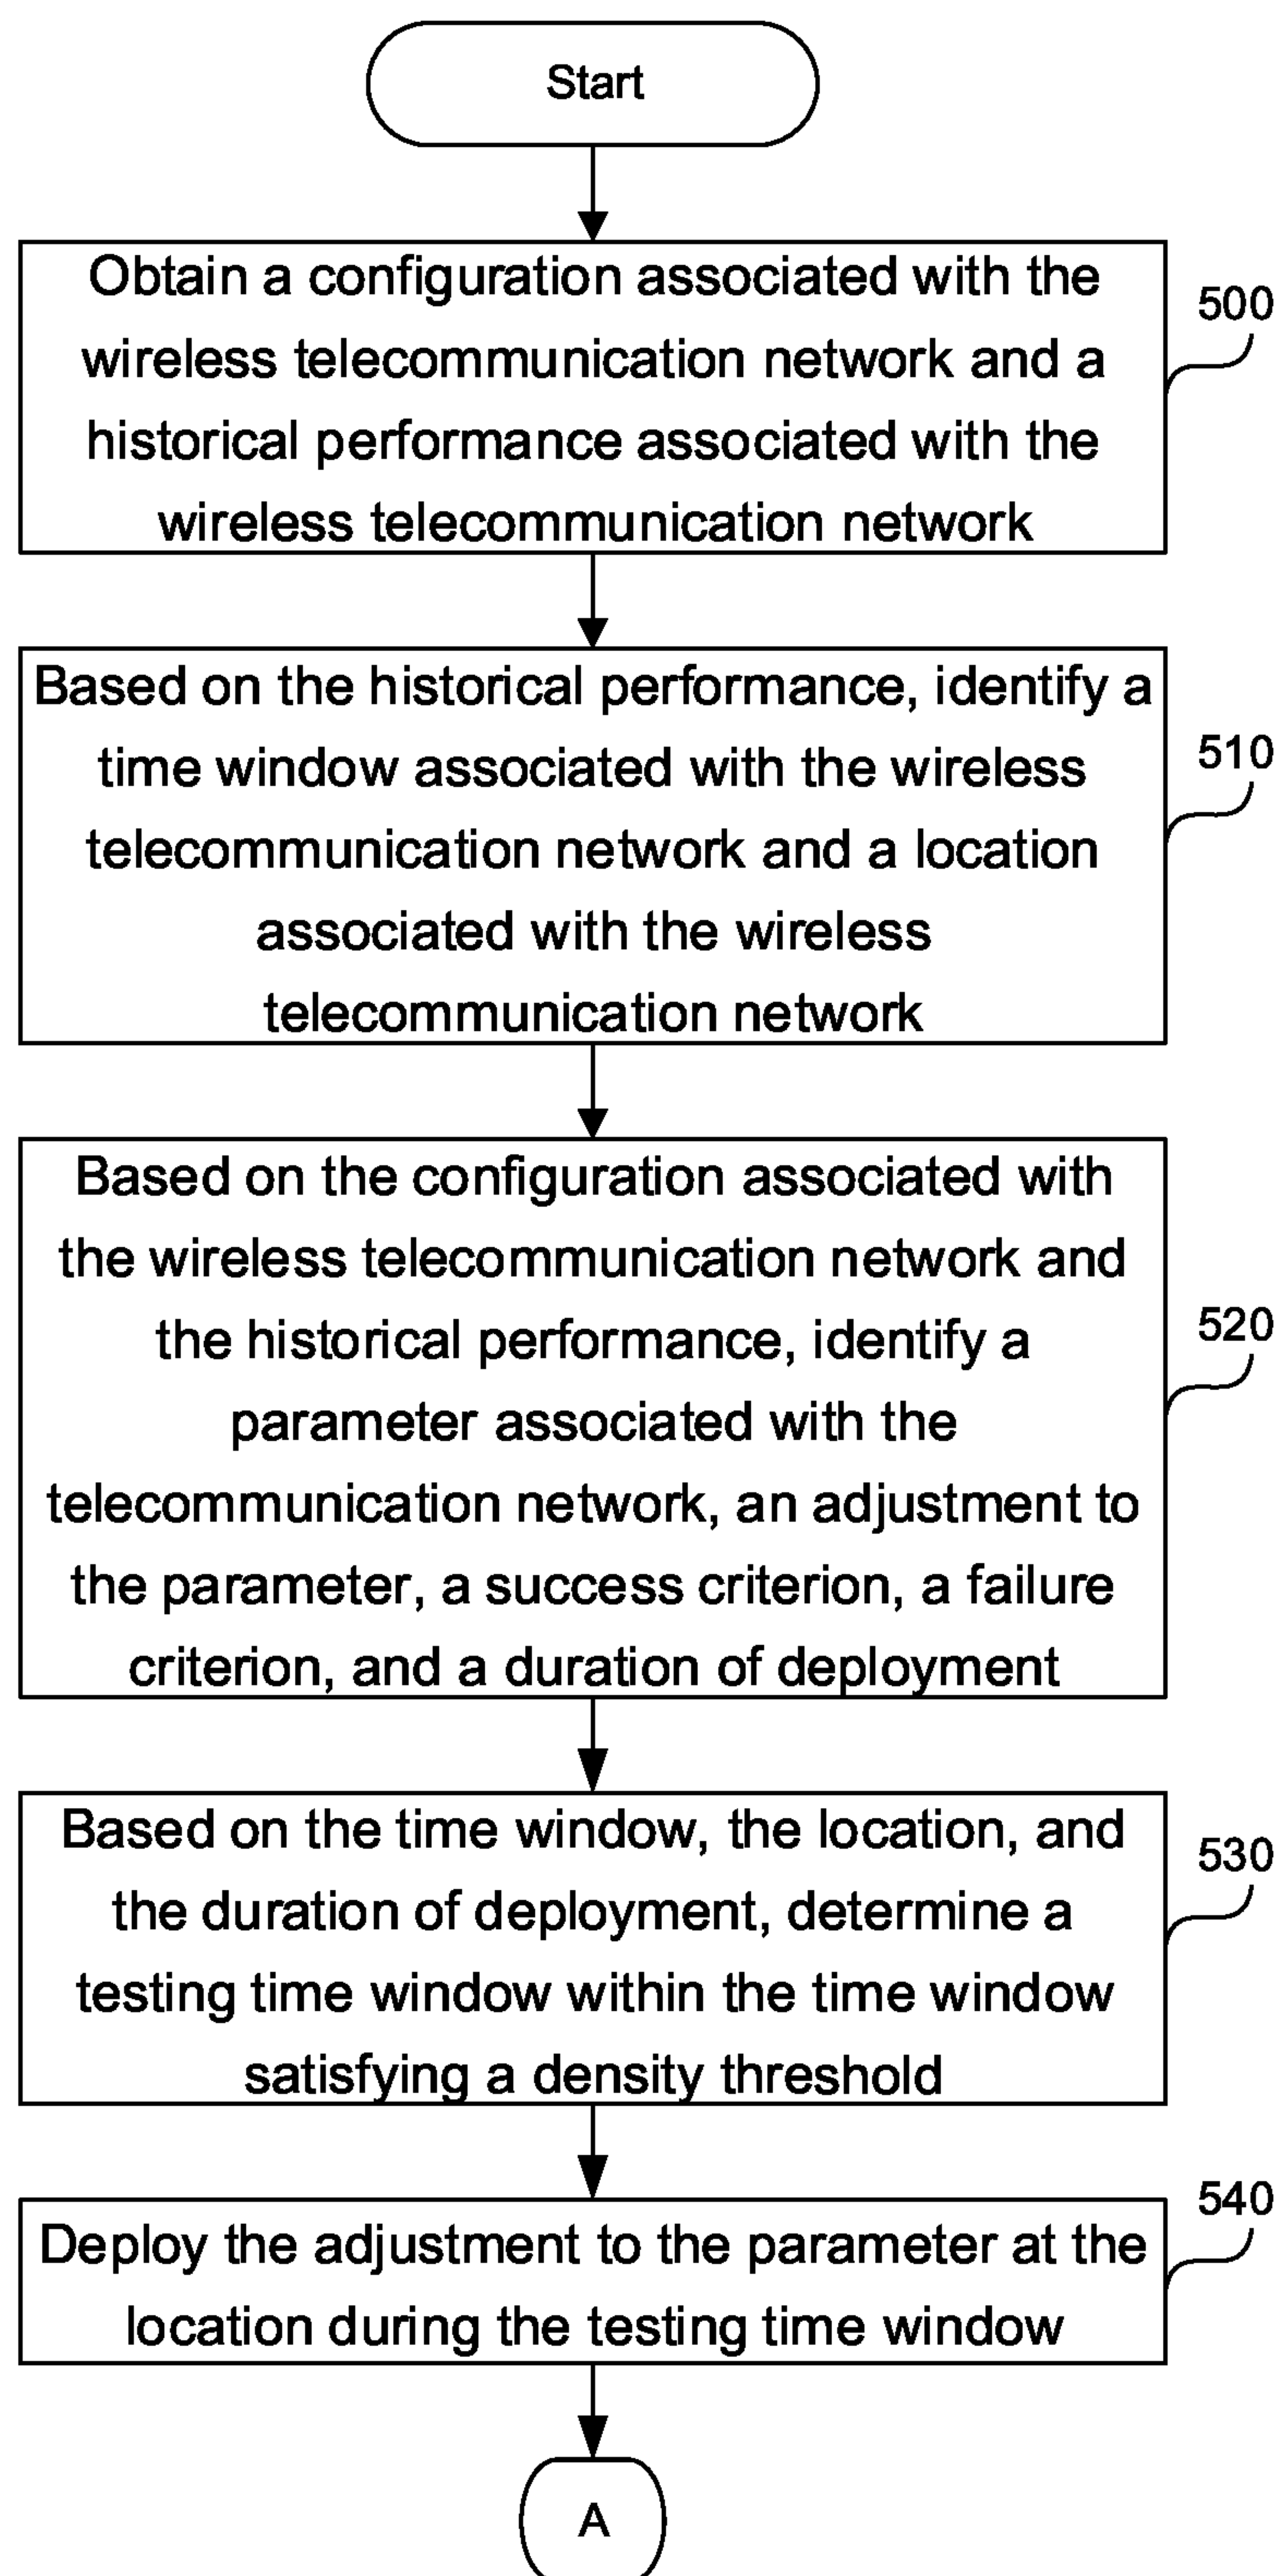 Start
Obtain a configuration associated with the
wireless telecommunication network and a
historical performance associated with the
wireless telecommunication network
500
Based on the historical performance, identify a
time window associated with the wireless
telecommunication network and a location
associated with the wireless
telecommunication network
510
Based on the configuration associated with
the wireless telecommunication network and
the historical performance, identify a
parameter associated with the
telecommunication network, an adjustment to
the parameter, a success criterion, a failure
criterion, and a duration of deployment
520
Based on the time window, the location, and
the duration of deployment, determine a
testing time window within the time window
satisfying a density threshold
530
Deploy the adjustment to the parameter at the
location during the testing time window
540
A